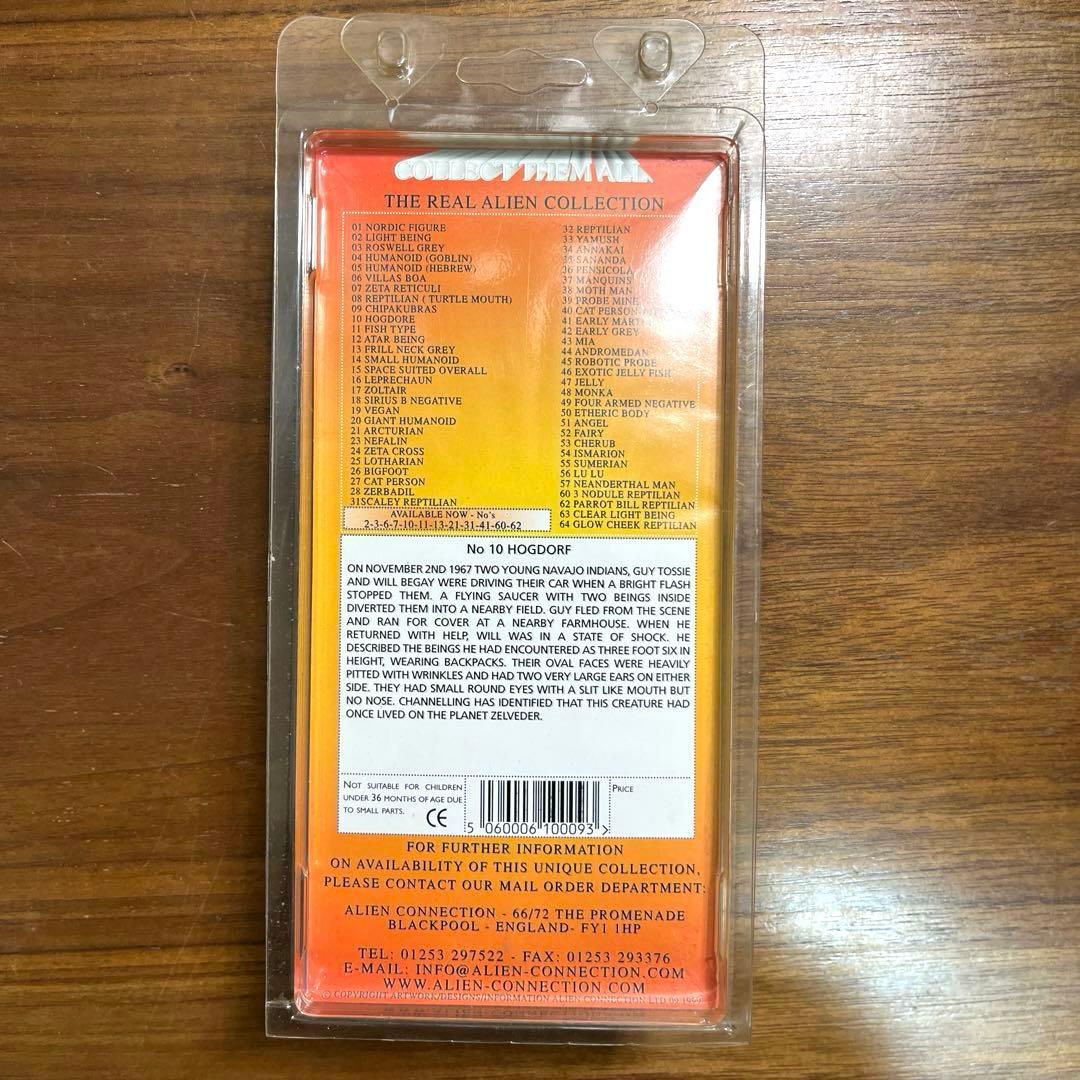 COLLECT THEM ALL
THE REAL ALIEN COLLECTION
01 NORDIC FIGURE
02 LIGHT BEING
03 ROSWELL GREY
04 HUMANOID (GOBLIN)
05 HUMANOID (HEBREW)
06 VILLAS BOA
07 ZETA RETICULI
08 REPTILIAN ( TURTLE MOUTH)
09 CHIPAKUBRAS
10 HOGDORE
11 FISH TYPE
12 ATAR BEING
13 FRILL NECK GREY
14 SMALL HUMANOID
15 SPACE SUITED OVERALL
16 LEPRECHAUN
17 ZOLTAIR
18 SIRIUS B NEGATIVE
19 VEGAN
20 GIANT HUMANOID
21 ARCTURIAN
23 NEFALIN
24 ZETA CROSS
25 LOTHARIAN
26 BIGFOOT
27 CAT PERSON
28 ZERBADIL
31SCALEY REPTILIAN
AVAILABLE NOW - No's
2-3-6-7-10-11-13-21-31-41-60-62
32 REPTILIAN
33 YAMUSH
34 ANNAKAI
35 SANANDA
36 PENSICOLA
37 MANQUINS
38 MOTH MAN
39 PROBE MINE
40 CAT PERSON
41 EARLY
42 EARLY GREY
43 MIA
44 ANDROMEDAN
45 ROBOTIC PROBE
46 EXOTIC JELLY FISH
47 JELLY
48 MONKA
49 FOUR ARMED NEGATIVE
50 ETHERIC BODY
51 ANGEL
52 FAIRY
53 CHERUB
54 ISMARION
55 SUMERIAN
56 LU LU
57 NEANDERTHAL MAN
60 3 NODULE REPTILIAN
62 PARROT BILL REPTILIAN
63 CLEAR LIGHT BEING
64 GLOW CHEEK REPTILIAN
No 10 HOGDORF
ON NOVEMBER 2ND 1967 TWO YOUNG NAVAJO INDIANS, GUY TOSSIE
AND WILL BEGAY WERE DRIVING THEIR CAR WHEN A BRIGHT FLASH
STOPPED THEM. A FLYING SAUCER WITH TWO BEINGS INSIDE
DIVERTED THEM INTO A NEARBY FIELD. GUY FLED FROM THE SCENE
AND RAN FOR COVER AT A NEARBY FARMHOUSE. WHEN HE
RETURNED WITH HELP, WILL WAS IN A STATE OF SHOCK. HE
DESCRIBED THE BEINGS HE HAD ENCOUNTERED AS THREE FOOT SIX IN
HEIGHT, WEARING BACKPACKS. THEIR OVAL FACES WERE HEAVILY
PITTED WITH WRINKLES AND HAD TWO VERY LARGE EARS ON EITHER
SIDE. THEY HAD SMALL ROUND EYES WITH A SLIT LIKE MOUTH BUT
NO NOSE. CHANNELLING HAS IDENTIFIED THAT THIS CREATURE HAD
ONCE LIVED ON THE PLANET ZELVEDER.
NOT SUITABLE FOR CHILDREN
UNDER 36 MONTHS OF AGE DUE
TO SMALL PARTS.
CE
5 060006 100093 >
PRICE
FOR FURTHER INFORMATION
ON AVAILABILITY OF THIS UNIQUE COLLECTION,
PLEASE CONTACT OUR MAIL ORDER DEPARTMENT:
ALIEN CONNECTION - 66/72 THE PROMENADE
BLACKPOOL - ENGLAND- FY1 1HP
TEL: 01253 297522 - FAX: 01253 293376
E-MAIL: INFO@ALIEN-CONNECTION.COM
WWW.ALIEN-CONNECTION.COM
© COPYRIGHT ARTWORK/DESIGNS/INFORMATION ALIEN CONNECTION LTD 09 1999